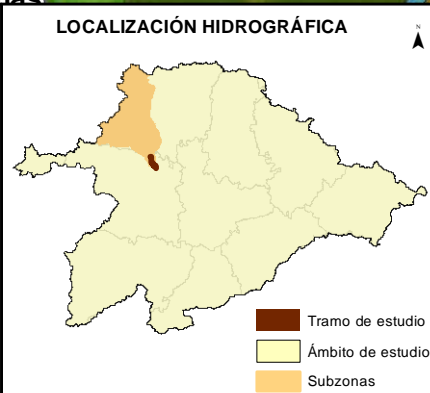 LOCALIZACIÓN HIDROGRÁFICA
N
Tramo de estudio
Ámbito de estudio
Subzonas